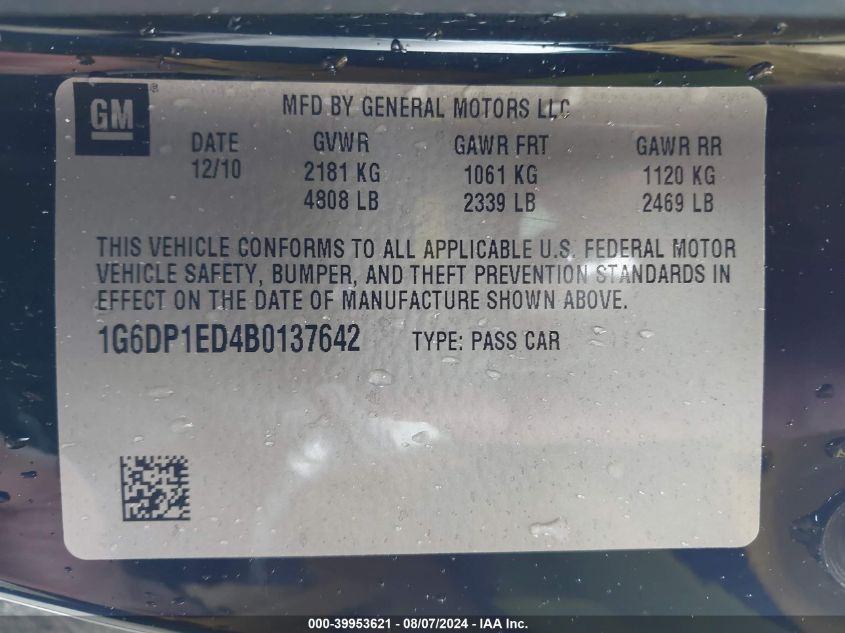 GM®
MFD BY GENERAL MOTORS LLC
DATE GVWR GAWR FRT GAWR RR
12/10 2181 KG 1061 KG 1120 KG
4808 LB 2339 LB 2469 LB
THIS VEHICLE CONFORMS TO ALL APPLICABLE U.S. FEDERAL MOTOR
VEHICLE SAFETY, BUMPER, AND THEFT PREVENTION STANDARDS IN
EFFECT ON THE DATE OF MANUFACTURE SHOWN ABOVE.
1G6DP1ED4B0137642 TYPE: PASS CAR
000-39953621 - 08/07/2024 - IAA Inc.